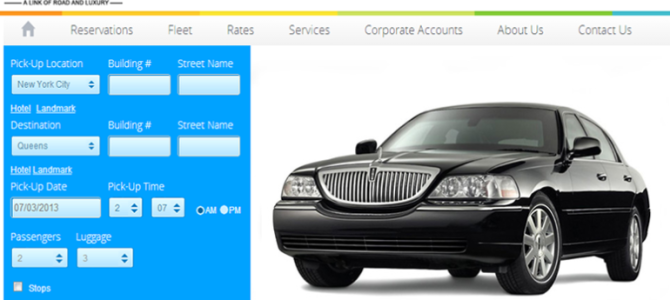 A LINK OF ROAD AND LUXURY
Reservations Fleet Rates Services Corporate Accounts About Us Contact Us
Pick-Up Location Building # Street Name
New York City
Hotel Landmark
Destination Building # Street Name
Queens
Hotel Landmark
Pick-Up Date Pick-Up Time
07/03/2013 2 07 AM PM
Passengers Luggage
2 3
Stops